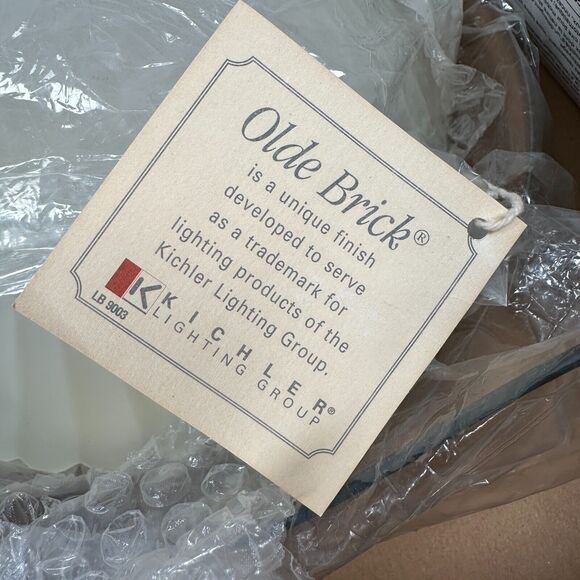 Olde Brick®
is a unique finish
developed to serve
as a trademark for
lighting products of the
Kichler Lighting Group.
K KICHLER®
LIGHTING GROUP
LB 9003